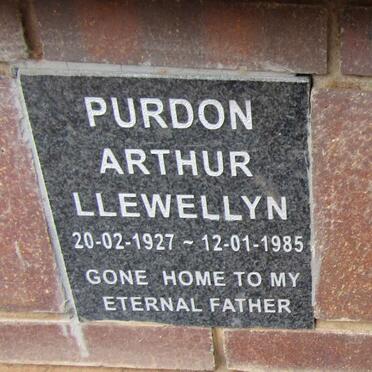 PURDON
ARTHUR
LLEWELLYN
20-02-1927 ~ 12-01-1985
GONE HOME TO MY
ETERNAL FATHER